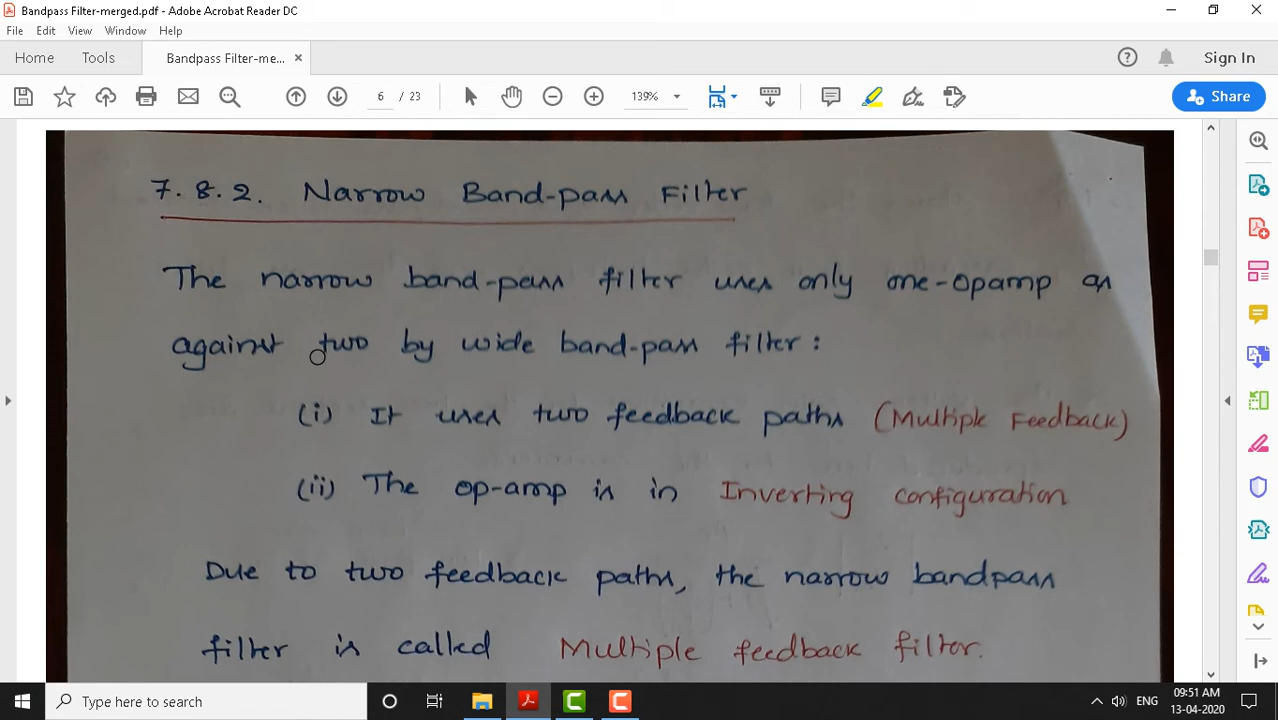 Bandpass Filter-merged.pdf - Adobe Acrobat Reader DC
File Edit View Window Help
Home Tools Bandpass Filter-me... × Sign In
6 / 23 139% Share
7.8.2. Narrow Band-pass Filter
The narrow band-pass filter uses only one-opamp as
against two by wide band-pass filter:
(i) It uses two feedback paths (Multiple Feedback)
(ii) The op-amp is in Inverting configuration
Due to two feedback paths, the narrow bandpass
filter is called Multiple feedback filter.
Type here to search ENG 09:51 AM
13-04-2020